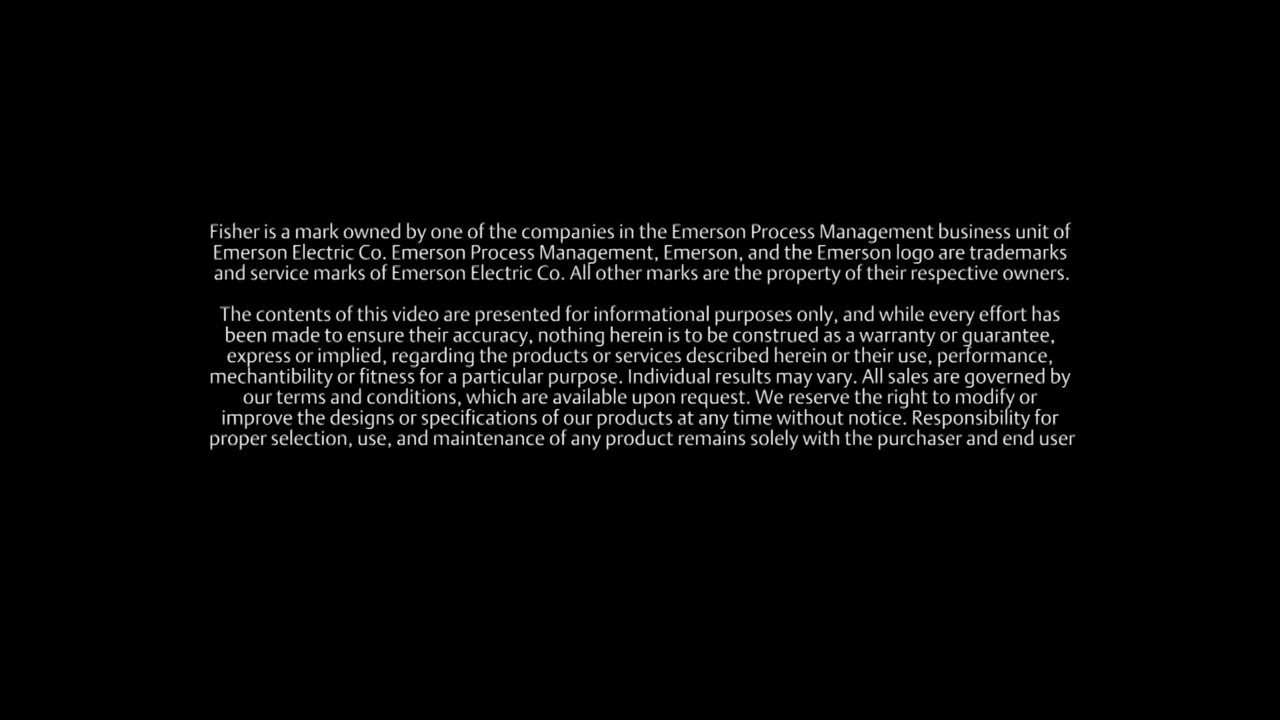 Fisher is a mark owned by one of the companies in the Emerson Process Management business unit of
Emerson Electric Co. Emerson Process Management, Emerson, and the Emerson logo are trademarks
and service marks of Emerson Electric Co. All other marks are the property of their respective owners.
The contents of this video are presented for informational purposes only, and while every effort has
been made to ensure their accuracy, nothing herein is to be construed as a warranty or guarantee,
express or implied, regarding the products or services described herein or their use, performance,
mechantibility or fitness for a particular purpose. Individual results may vary. All sales are governed by
our terms and conditions, which are available upon request. We reserve the right to modify or
improve the designs or specifications of our products at any time without notice. Responsibility for
proper selection, use, and maintenance of any product remains solely with the purchaser and end user